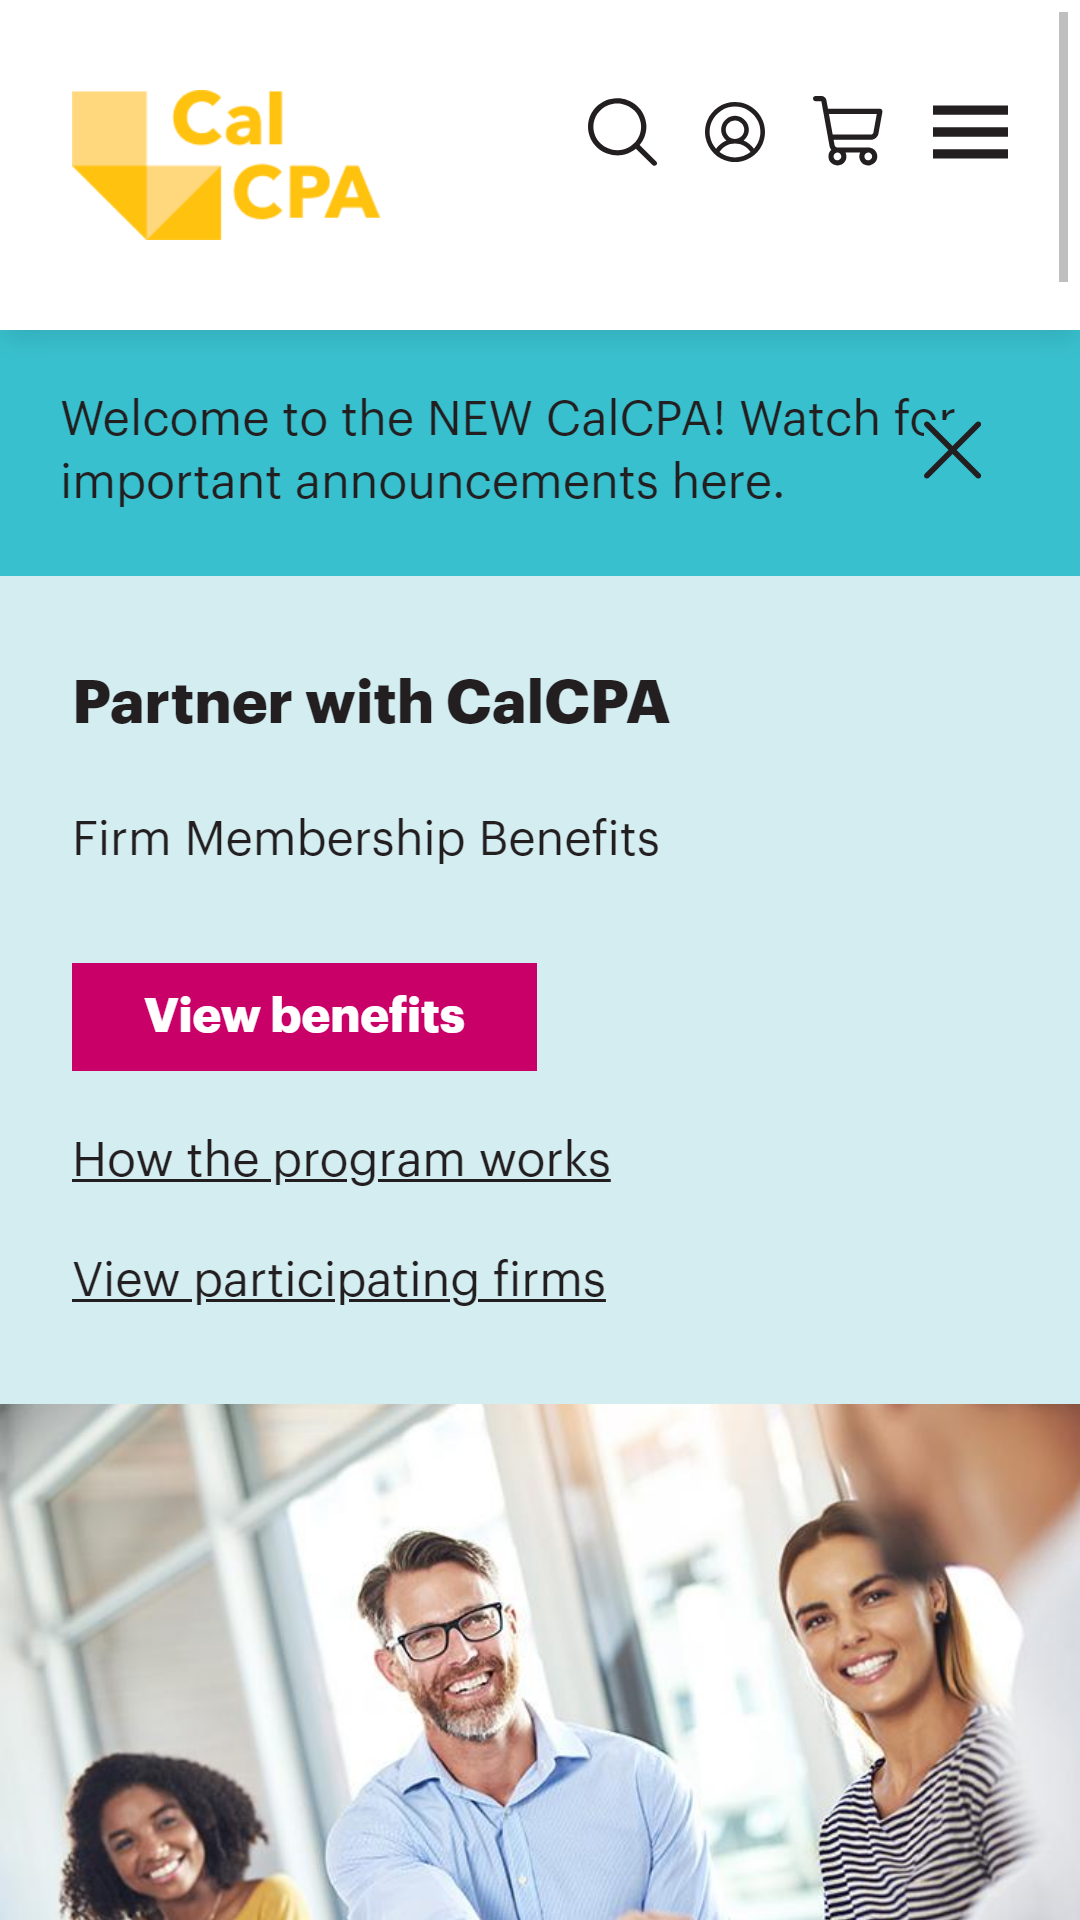 Cal
CPA
Welcome to the NEW CalCPA! Watch for
important announcements here.
Partner with CalCPA
Firm Membership Benefits
View benefits
How the program works
View participating firms